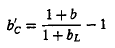 b'_C = \frac{1 + b}{1 + b_L} - 1